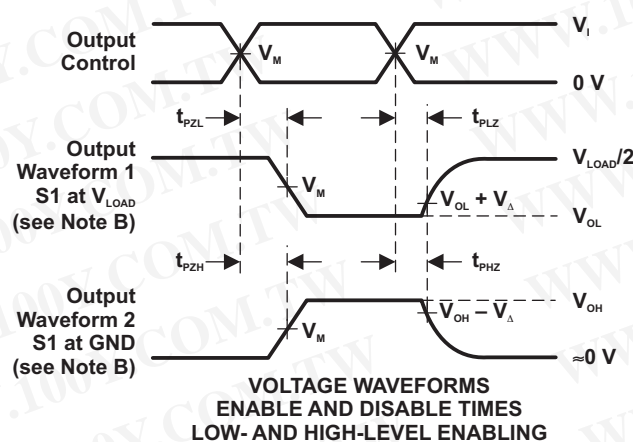 Output
Control
V_M
V_M
V_I
0 V
t_PZL
t_PLZ
Output
Waveform 1
S1 at V_LOAD
(see Note B)
V_M
V_OL + V_Δ
V_LOAD/2
V_OL
t_PZH
t_PHZ
Output
Waveform 2
S1 at GND
(see Note B)
V_M
V_OH − V_Δ
V_OH
≈0 V
VOLTAGE WAVEFORMS
ENABLE AND DISABLE TIMES
LOW- AND HIGH-LEVEL ENABLING